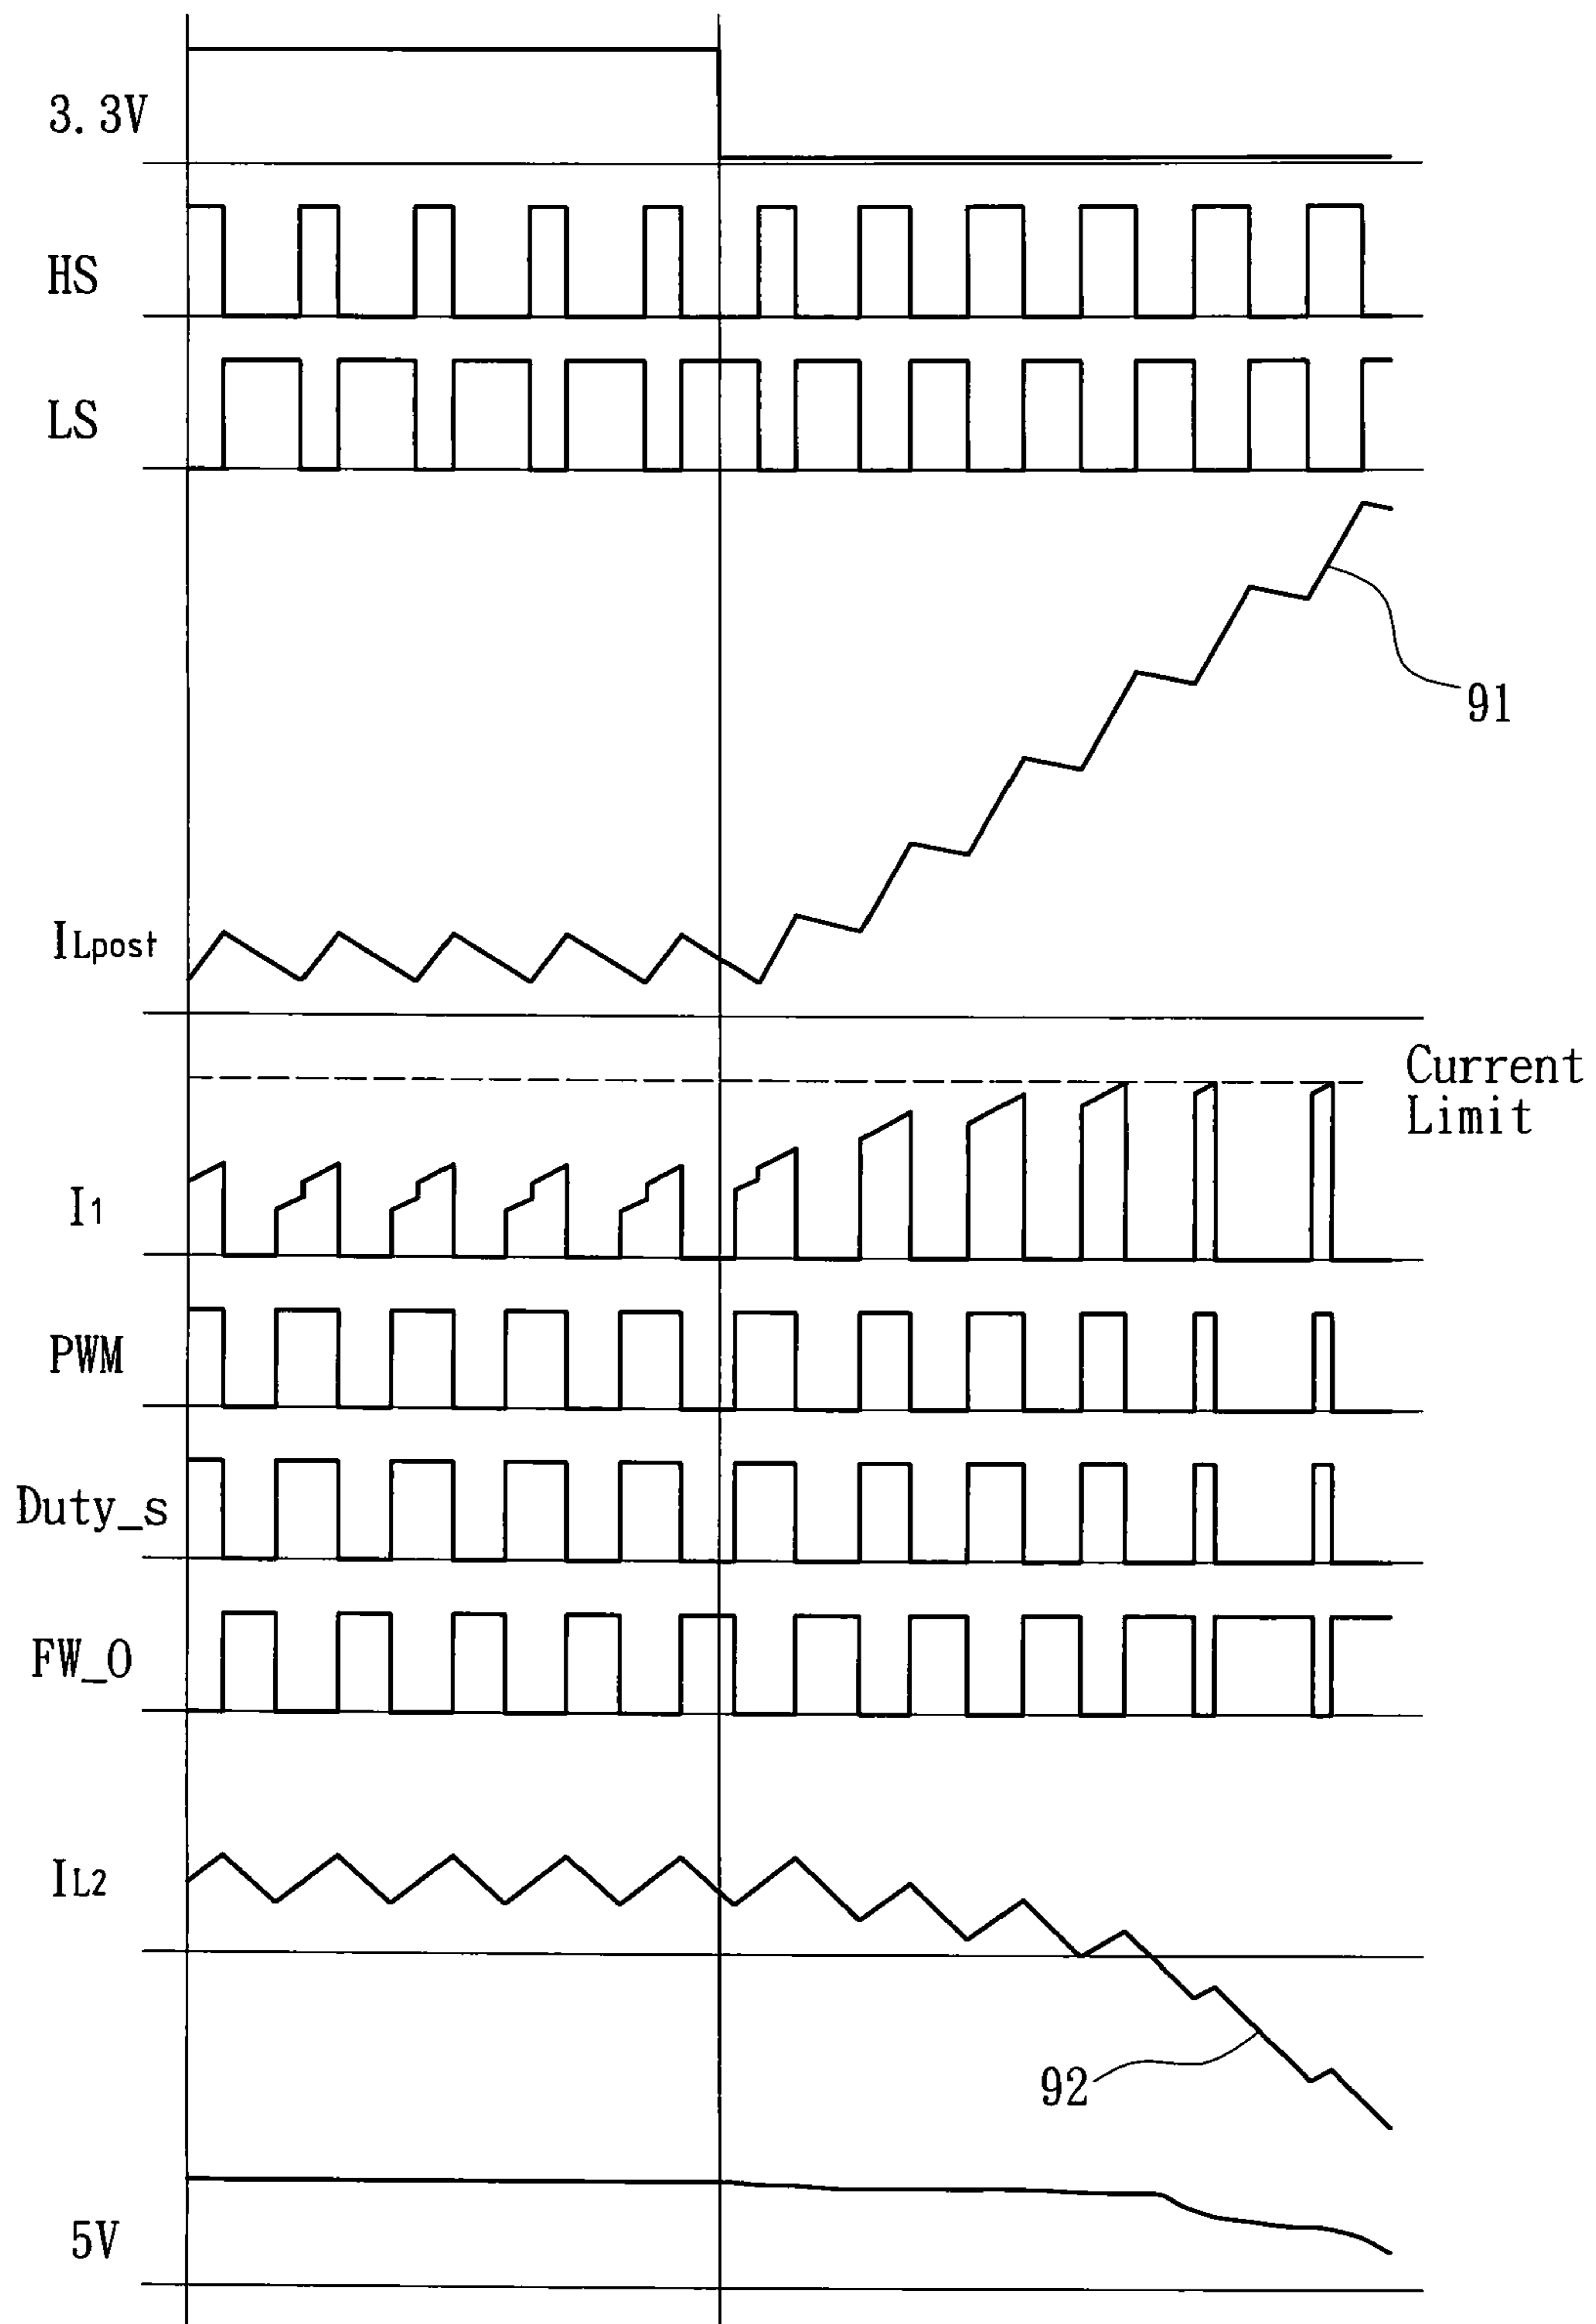 3.3V
HS
LS
91
ILpost
Current
Limit
I1
PWM
Duty_s
FW_O
IL2
92
5V